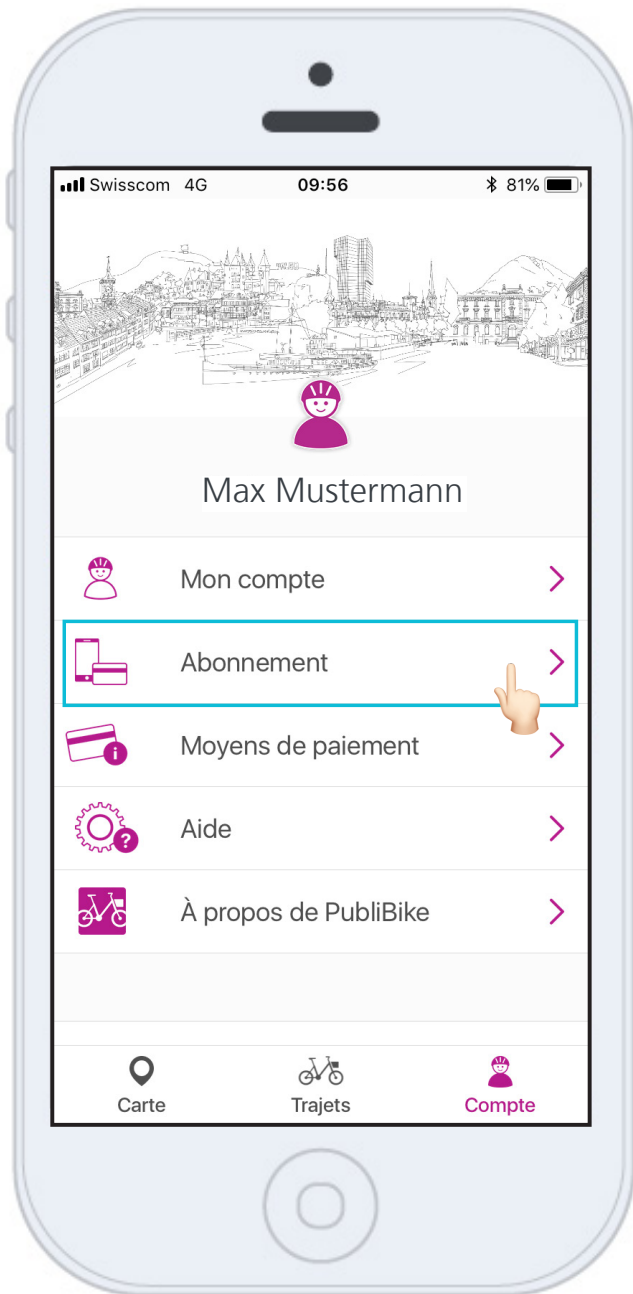 Swisscom 4G 09:56 81%
Max Mustermann
Mon compte
Abonnement
Moyens de paiement
i
Aide
?
À propos de PubliBike
Carte Trajets Compte